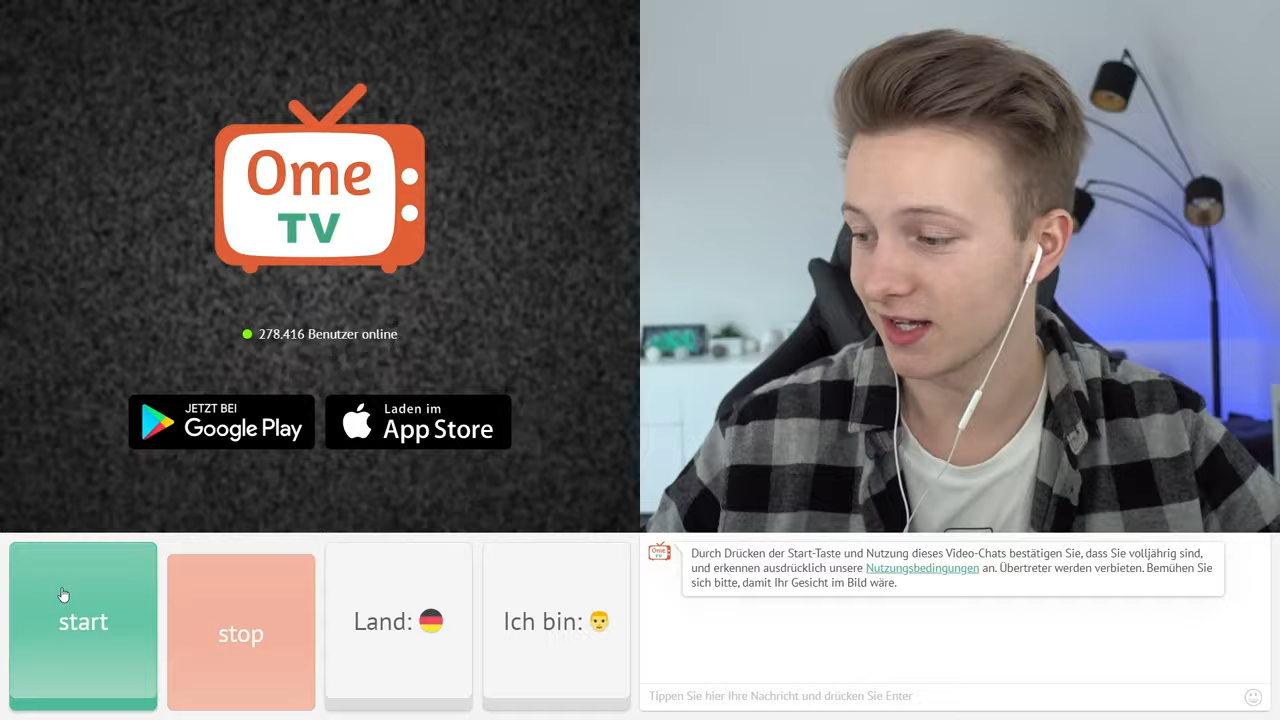 Ome
TV
278.416 Benutzer online
JETZT BEI
Google Play
Laden im
App Store
start
stop
Land:
Ich bin:
Ome
TV
Durch Drücken der Start-Taste und Nutzung dieses Video-Chats bestätigen Sie, dass Sie volljährig sind,
und erkennen ausdrücklich unsere Nutzungsbedingungen an. Übertreter werden verbieten. Bemühen Sie
sich bitte, damit Ihr Gesicht im Bild wäre.
Tippen Sie hier Ihre Nachricht und drücken Sie Enter